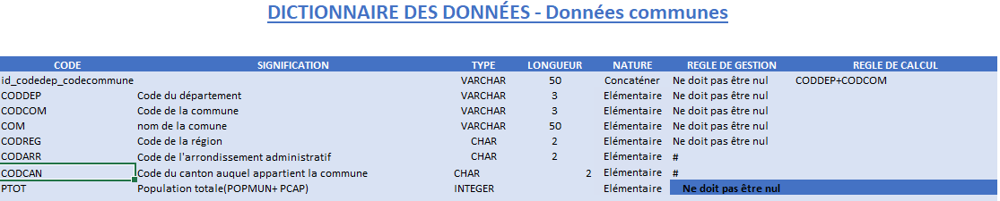 DICTIONNAIRE DES DONNÉES - Données communes
CODE SIGNIFICATION TYPE LONGUEUR NATURE REGLE DE GESTION REGLE DE CALCUL
id_codedep_codecommune VARCHAR 50 Concaténer Ne doit pas être nul CODDEP+CODCOM
CODDEP Code du département VARCHAR 3 Elémentaire Ne doit pas être nul
CODCOM Code de la commune VARCHAR 3 Elémentaire Ne doit pas être nul
COM nom de la comune VARCHAR 50 Elémentaire Ne doit pas être nul
CODREG Code de la région CHAR 2 Elémentaire Ne doit pas être nul
CODARR Code de l'arrondissement administratif CHAR 2 Elémentaire #
CODCAN Code du canton auquel appartient la commune CHAR 2 Elémentaire #
PTOT Population totale(POPMUN+ PCAP) INTEGER Elémentaire Ne doit pas être nul